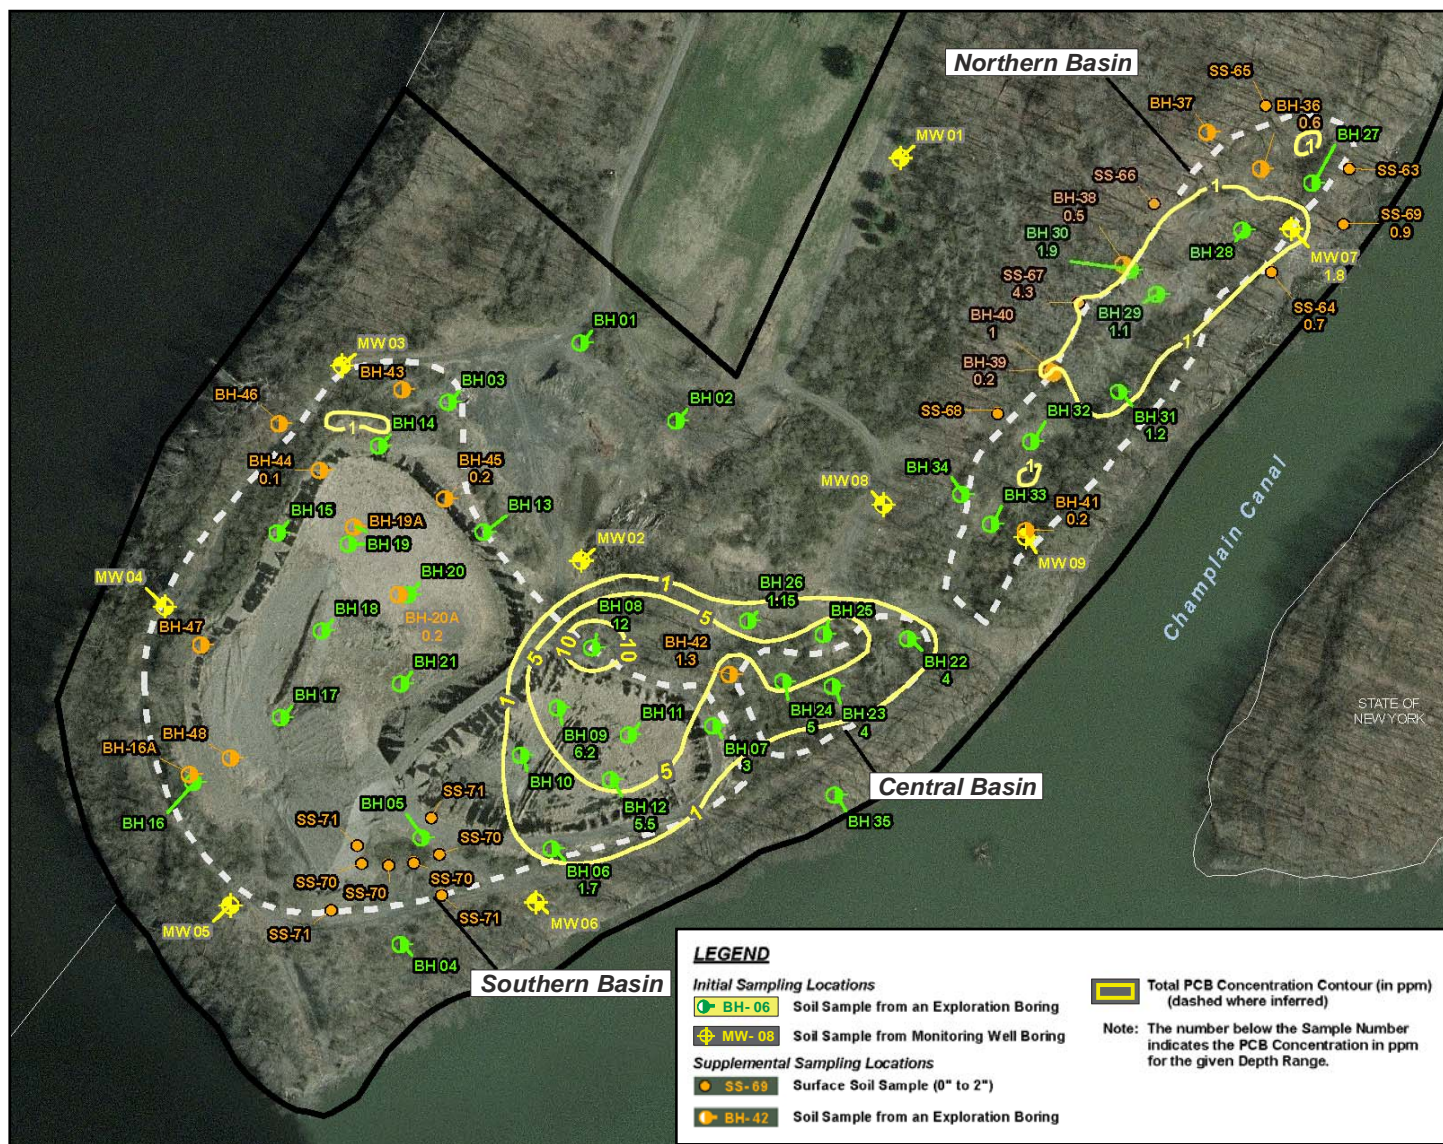 Northern Basin
SS-65
BH-37
BH-36
0.6
1
BH 27
MW 01
SS-63
SS-66
1
BH-38
0.5
SS-69
0.9
BH 30
1.9
BH 28
MW 07
1.8
SS-67
4.3
SS-64
0.7
BH-40
1
BH 29
1.1
1
BH 01
MW 03
BH-39
0.2
BH-43
BH 03
BH-46
BH 02
SS-68
BH 32
BH 31
1.2
1
BH 14
BH-44
0.1
BH-45
0.2
BH 34
1
MW 08
BH 33
BH-41
0.2
BH 15
BH-19A
BH 13
BH 19
MW 02
MW 09
Champlain Canal
MW 04
BH 20
1
BH 26
1.15
BH 18
BH-20A
0.2
BH 08
12
5
BH 25
BH-47
BH-42
1.3
10
10
5
BH 22
4
BH 21
BH 17
1
BH 24
5
BH 23
4
STATE OF
NEW YORK
BH-48
BH-16A
BH 09
6.2
BH 11
BH 07
3
BH 10
5
Central Basin
BH 16
BH 05
SS-71
BH 12
5.5
1
BH 35
SS-71
SS-70
SS-70
SS-70
SS-70
BH 06
1.7
MW 05
SS-71
SS-71
MW 06
BH 04
Southern Basin
LEGEND
Initial Sampling Locations
BH- 06 Soil Sample from an Exploration Boring
MW- 08 Soil Sample from Monitoring Well Boring
Supplemental Sampling Locations
SS- 69 Surface Soil Sample (0" to 2")
BH- 42 Soil Sample from an Exploration Boring
Total PCB Concentration Contour (in ppm)
(dashed where inferred)
Note: The number below the Sample Number
indicates the PCB Concentration in ppm
for the given Depth Range.